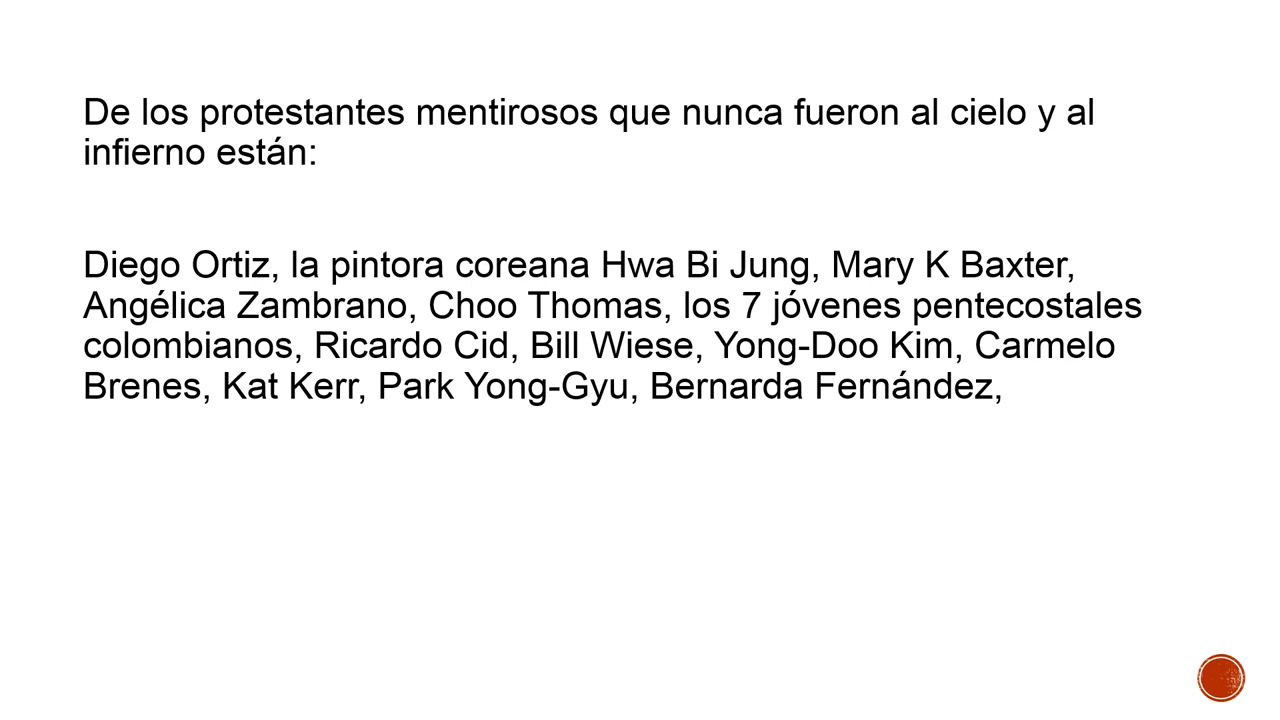 De los protestantes mentirosos que nunca fueron al cielo y al
infierno están:
Diego Ortiz, la pintora coreana Hwa Bi Jung, Mary K Baxter,
Angélica Zambrano, Choo Thomas, los 7 jóvenes pentecostales
colombianos, Ricardo Cid, Bill Wiese, Yong-Doo Kim, Carmelo
Brenes, Kat Kerr, Park Yong-Gyu, Bernarda Fernández,